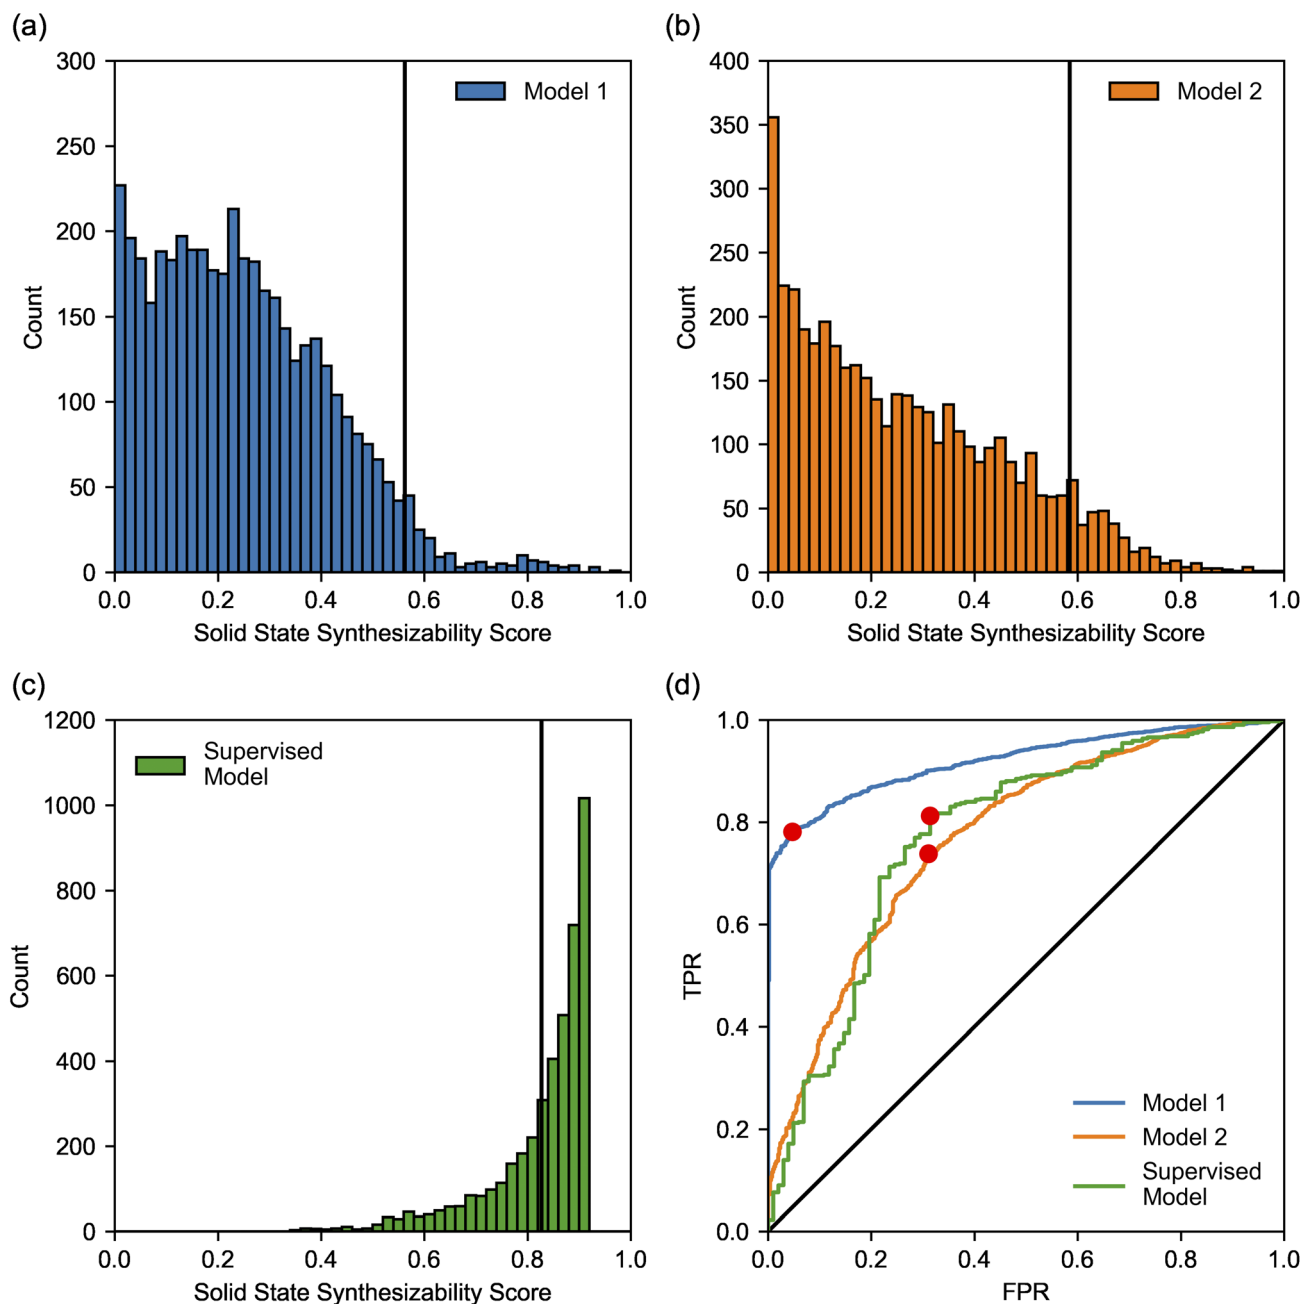 (a)
300
250
200
150
100
50
0
Count
Model 1
0.0 0.2 0.4 0.6 0.8 1.0
Solid State Synthesizability Score
(b)
400
350
300
250
200
150
100
50
0
Count
Model 2
0.0 0.2 0.4 0.6 0.8 1.0
Solid State Synthesizability Score
(c)
1200
1000
800
600
400
200
0
Count
Supervised
Model
0.0 0.2 0.4 0.6 0.8 1.0
Solid State Synthesizability Score
(d)
1.0
0.8
0.6
0.4
0.2
0.0
TPR
Model 1
Model 2
Supervised
Model
0.0 0.2 0.4 0.6 0.8 1.0
FPR